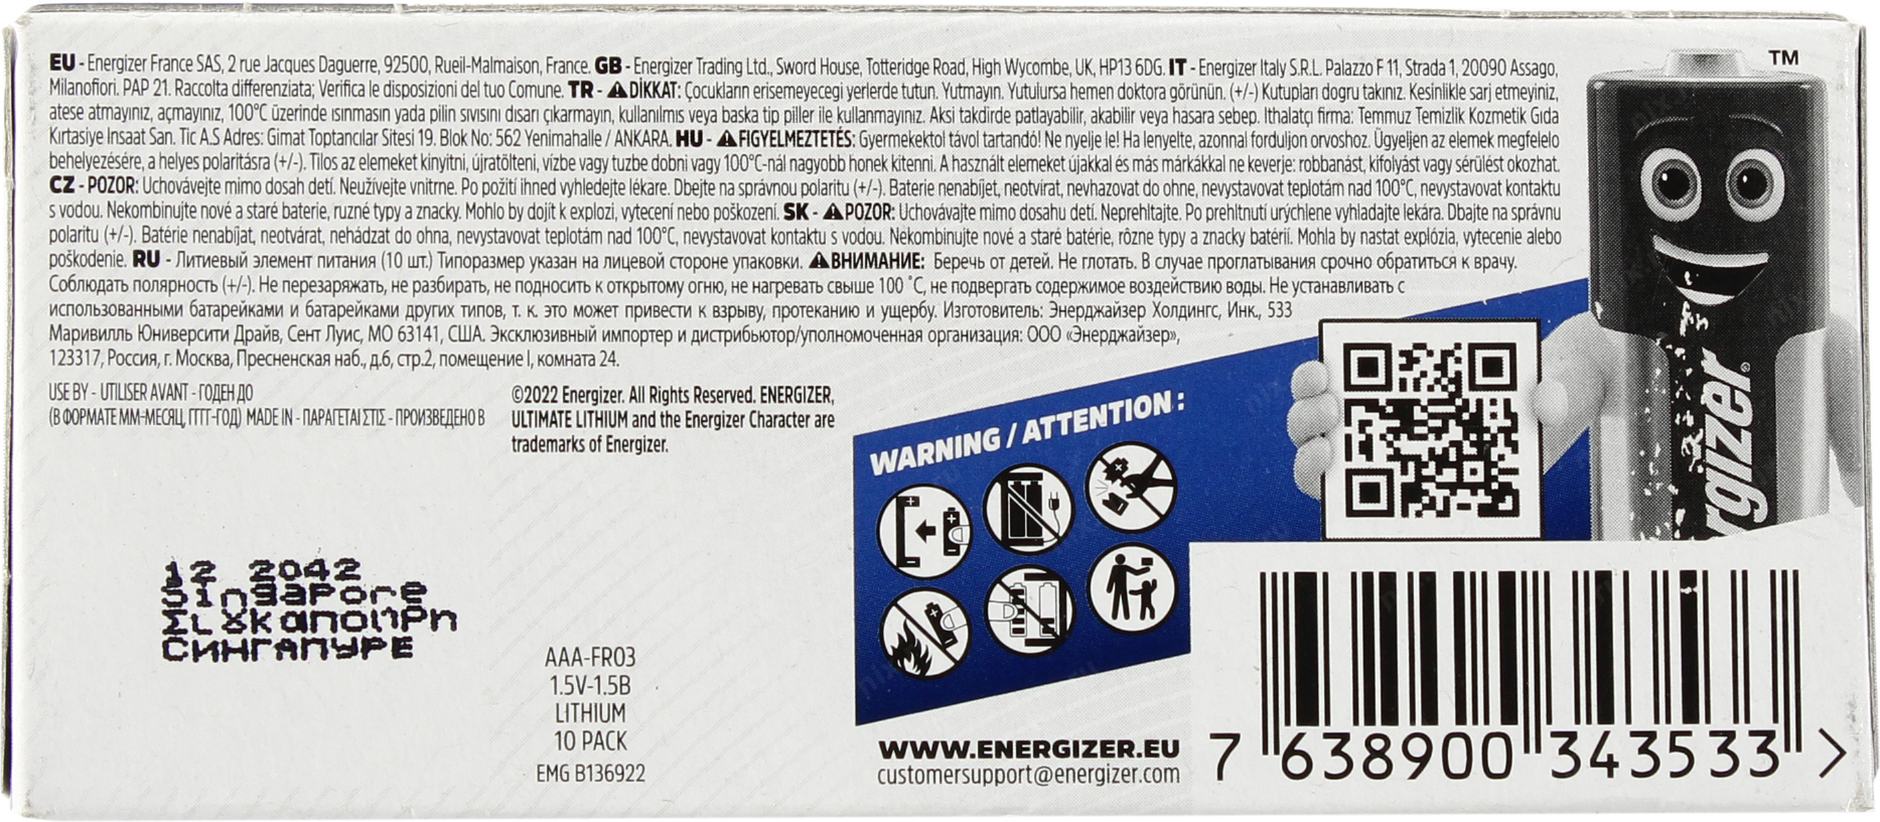 EU - Energizer France SAS, 2 rue Jacques Daguerre, 92500, Rueil-Malmaison, France. GB - Energizer Trading Ltd., Sword House, Totteridge Road, High Wycombe, UK, HP13 6DG. IT - Energizer Italy S.R.L. Palazzo F 11, Strada 1, 20090 Assago,
Milanofiori. PAP 21. Raccolta differenziata; Verifica le disposizioni del tuo Comune. TR - ⚠DİKKAT: Çocukların erisemeyecegi yerlerde tutun. Yutmayın. Yutulursa hemen doktora görünün. (+/-) Kutupları dogru takınız. Kesinlikle sarj etmeyiniz,
atese atmayınız, açmayınız, 100°C üzerinde ısınmasın yada pilin sıvısını dısarı çıkarmayın, kullanılmıs veya baska tip piller ile kullanmayınız. Aksi takdirde patlayabilir, akabilir veya hasara sebep. Ithalatçı firma: Temmuz Temizlik Kozmetik Gıda
Kırtasiye Insaat San. Tic A.S Adres: Gimat Toptancılar Sitesi 19. Blok No: 562 Yenimahalle / ANKARA. HU - ⚠FIGYELMEZTETÉS: Gyermekektol távol tartandó! Ne nyelje le! Ha lenyelte, azonnal forduljon orvoshoz. Ügyeljen az elemek megfelelo
behelyezésére, a helyes polaritásra (+/-). Tilos az elemeket kinyitni, újratölteni, vízbe vagy tuzbe dobni vagy 100°C-nál nagyobb honek kitenni. A használt elemeket újakkal és más márkákkal ne keverje: robbanást, kifolyást vagy sérülést okozhat.
CZ - POZOR: Uchovávejte mimo dosah detí. Neužívejte vnitrne. Po požití ihned vyhledejte lékare. Dbejte na správnou polaritu (+/-). Baterie nenabíjet, neotvírat, nevhazovat do ohne, nevystavovat teplotám nad 100°C, nevystavovat kontaktu
s vodou. Nekombinujte nové a staré baterie, ruzné typy a znacky. Mohlo by dojít k explozi, vytecení nebo poškození. SK - ⚠POZOR: Uchovávajte mimo dosahu detí. Neprehltajte. Po prehltnutí urýchlene vyhladajte lekára. Dbajte na správnu
polaritu (+/-). Batérie nenabíjat, neotvárat, nehádzat do ohna, nevystavovat teplotám nad 100°C, nevystavovat kontaktu s vodou. Nekombinujte nové a staré batérie, rôzne typy a znacky batérií. Mohla by nastat explózia, vytecenie alebo
poškodenie. RU - Литиевый элемент питания (10 шт.) Типоразмер указан на лицевой стороне упаковки. ⚠ВНИМАНИЕ: Беречь от детей. Не глотать. В случае проглатывания срочно обратиться к врачу.
Соблюдать полярность (+/-). Не перезаряжать, не разбирать, не подносить к открытому огню, не нагревать свыше 100 °С, не подвергать содержимое воздействию воды. Не устанавливать с
использованными батарейками и батарейками других типов, т. к. это может привести к взрыву, протеканию и ущербу. Изготовитель: Энерджайзер Холдингс, Инк., 533
Маривилль Юниверсити Драйв, Сент Луис, МО 63141, США. Эксклюзивный импортер и дистрибьютор/уполномоченная организация: ООО «Энерджайзер»,
123317, Россия, г. Москва, Пресненская наб., д.6, стр.2, помещение I, комната 24.
USE BY - UTILISER AVANT - ГОДЕН ДО
(В ФОРМАТЕ ММ-МЕСЯЦ, ГГГГ-ГОД) MADE IN - ΠΑΡΑΓΕΤΑΙ ΣΤΙΣ - ПРОИЗВЕДЕНО В
©2022 Energizer. All Rights Reserved. ENERGIZER,
ULTIMATE LITHIUM and the Energizer Character are
trademarks of Energizer.
WARNING / ATTENTION :
12 2042
Singapore
Σιγκαπούρη
СИНГАПУРЕ
AAA-FR03
1.5V-1.5B
LITHIUM
10 PACK
EMG B136922
WWW.ENERGIZER.EU
customersupport@energizer.com
TM
rgizer®
7 638900 343533 >